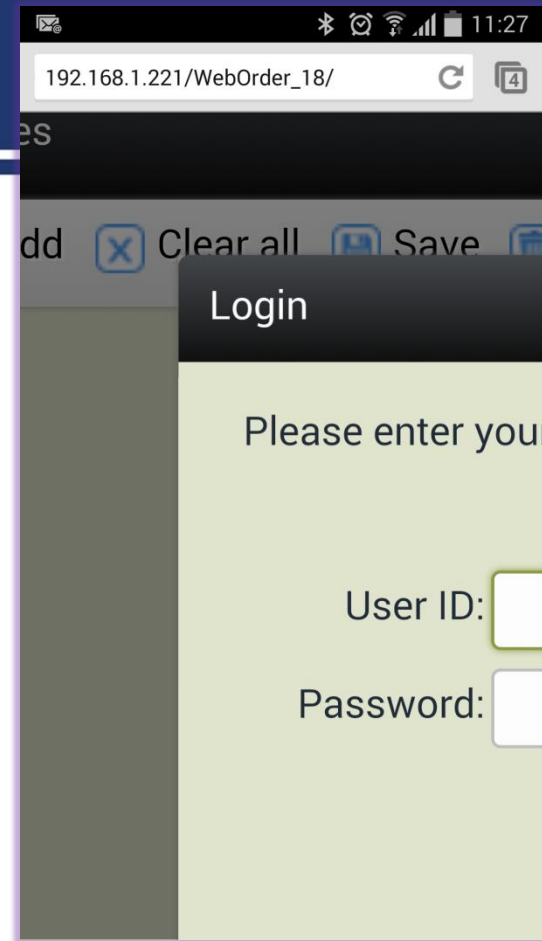 11:27
192.168.1.221/WebOrder_18/ 4
es
dd Clear all Save
Login
Please enter your
User ID:
Password: